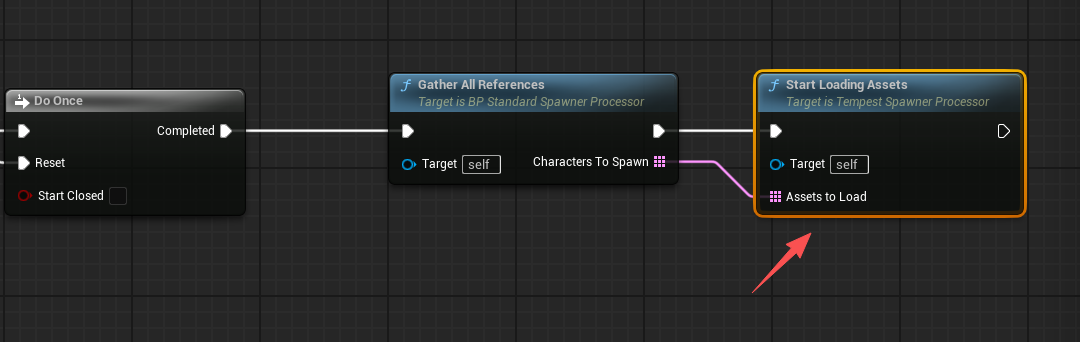 Do Once
Completed
Reset
Start Closed
Gather All References
Target is BP Standard Spawner Processor
Target self
Characters To Spawn
Start Loading Assets
Target is Tempest Spawner Processor
Target self
Assets to Load